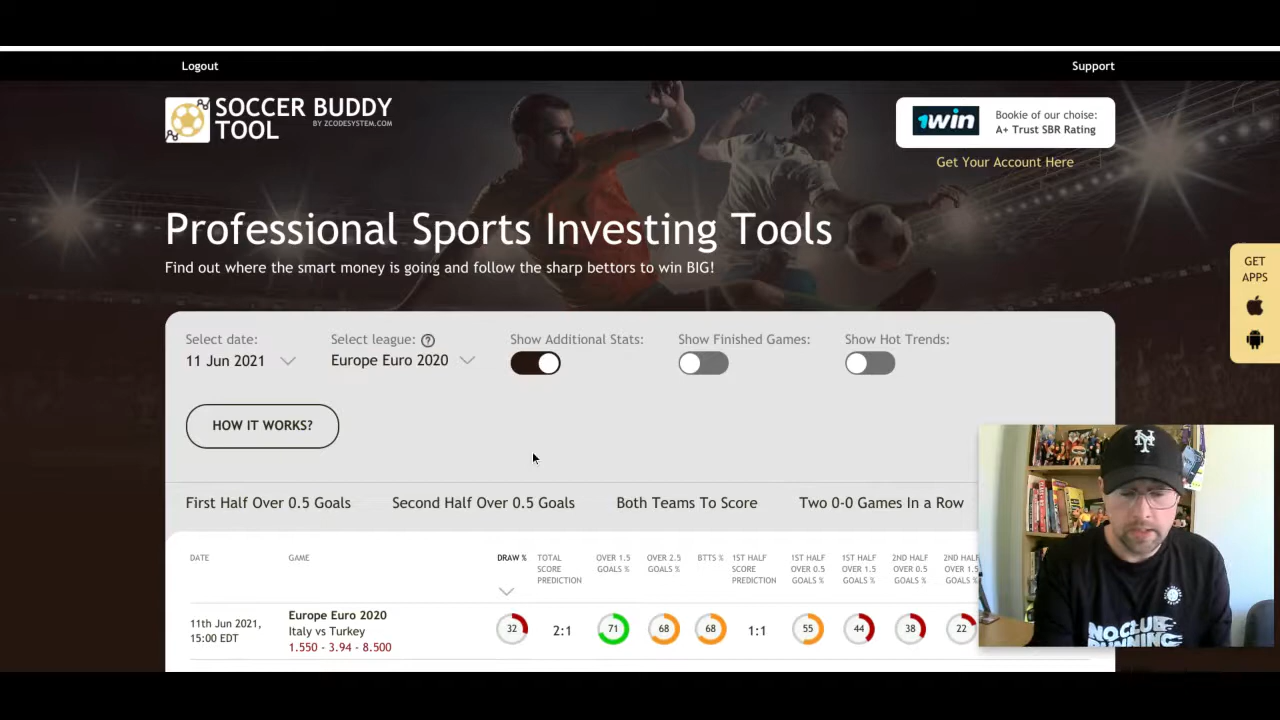 Logout
Support
SOCCER BUDDY
TOOL
BY ZCODESYSTEM.COM
1win
Bookie of our choise:
A+ Trust SBR Rating
Get Your Account Here
Professional Sports Investing Tools
Find out where the smart money is going and follow the sharp bettors to win BIG!
GET
APPS
Select date:
11 Jun 2021
Select league: ?
Europe Euro 2020
Show Additional Stats:
Show Finished Games:
Show Hot Trends:
HOW IT WORKS?
First Half Over 0.5 Goals
Second Half Over 0.5 Goals
Both Teams To Score
Two 0-0 Games In a Row
DATE
GAME
DRAW %
TOTAL
SCORE
PREDICTION
OVER 1.5
GOALS %
OVER 2.5
GOALS %
BTTS %
1ST HALF
SCORE
PREDICTION
1ST HALF
OVER 0.5
GOALS %
1ST HALF
OVER 1.5
GOALS %
2ND HALF
OVER 0.5
GOALS %
2ND HALF
OVER 1.5
GOALS %
11th Jun 2021,
15:00 EDT
Europe Euro 2020
Italy vs Turkey
1.550 - 3.94 - 8.500
32
2:1
71
68
68
1:1
55
44
38
22
NY
NO CLUB
RUNNING